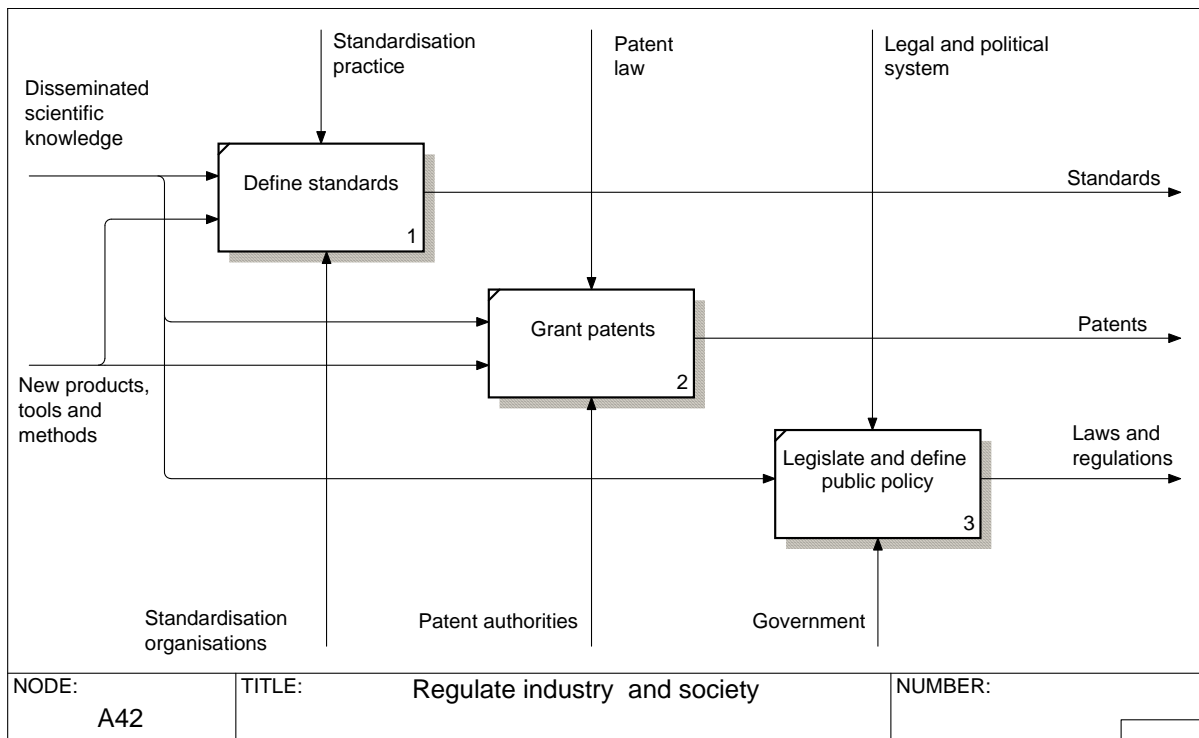 Standardisation
practice
Patent
law
Legal and political
system
Disseminated
scientific
knowledge
Define standards
1
Standards
Grant patents
2
Patents
New products,
tools and
methods
Legislate and define
public policy
3
Laws and
regulations
Standardisation
organisations
Patent authorities
Government
NODE:
A42
TITLE:
Regulate industry and society
NUMBER: